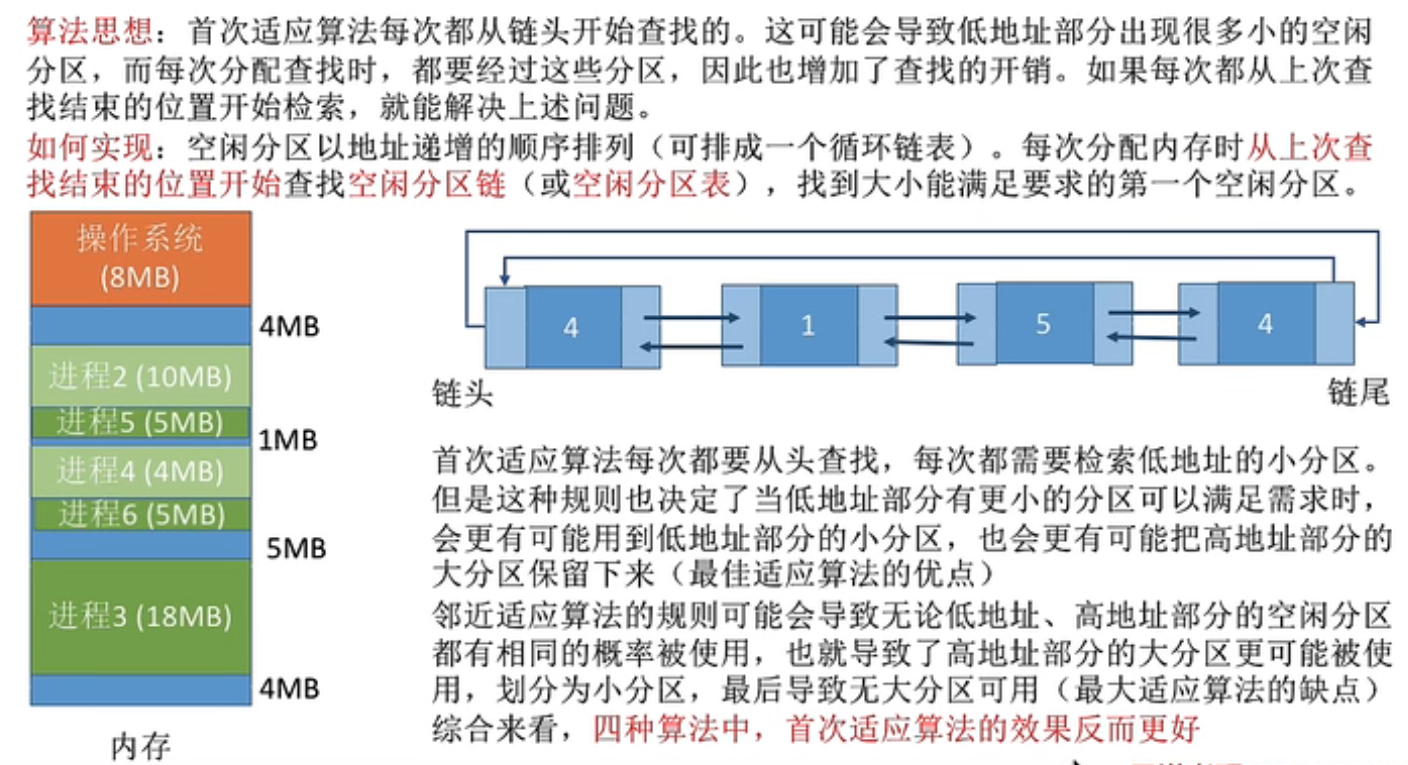 算法思想：首次适应算法每次都从链头开始查找的。这可能会导致低地址部分出现很多小的空闲
分区，而每次分配查找时，都要经过这些分区，因此也增加了查找的开销。如果每次都从上次查
找结束的位置开始检索，就能解决上述问题。
如何实现：空闲分区以地址递增的顺序排列（可排成一个循环链表）。每次分配内存时从上次查
找结束的位置开始查找空闲分区链（或空闲分区表），找到大小能满足要求的第一个空闲分区。
操作系统
(8MB)
4MB
进程2 (10MB)
进程5 (5MB)
1MB
进程4 (4MB)
进程6 (5MB)
5MB
进程3 (18MB)
4MB
内存
4
1
5
4
链头
链尾
首次适应算法每次都要从头查找，每次都需要检索低地址的小分区。
但是这种规则也决定了当低地址部分有更小的分区可以满足需求时，
会更有可能用到低地址部分的小分区，也会更有可能把高地址部分的
大分区保留下来（最佳适应算法的优点）
邻近适应算法的规则可能会导致无论低地址、高地址部分的空闲分区
都有相同的概率被使用，也就导致了高地址部分的大分区更可能被使
用，划分为小分区，最后导致无大分区可用（最大适应算法的缺点）
综合来看，四种算法中，首次适应算法的效果反而更好